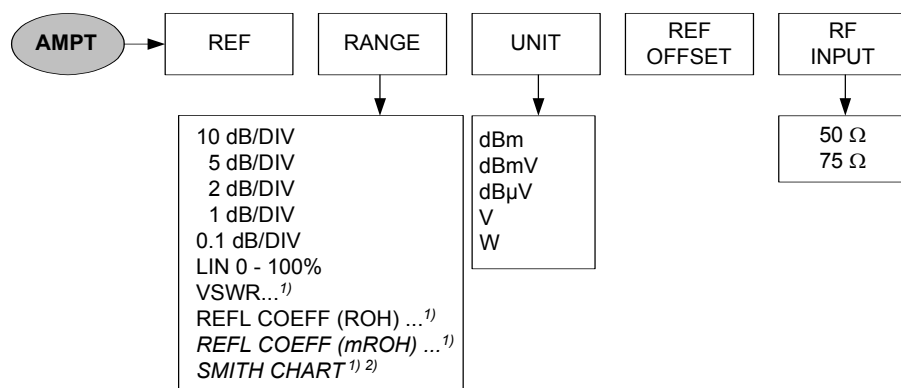 AMPT
REF
RANGE
UNIT
REF
OFFSET
RF
INPUT
10 dB/DIV
5 dB/DIV
2 dB/DIV
1 dB/DIV
0.1 dB/DIV
LIN 0 - 100%
VSWR...1)
REFL COEFF (ROH) ...1)
REFL COEFF (mROH) ...1)
SMITH CHART 1) 2)
dBm
dBmV
dBµV
V
W
50 Ω
75 Ω